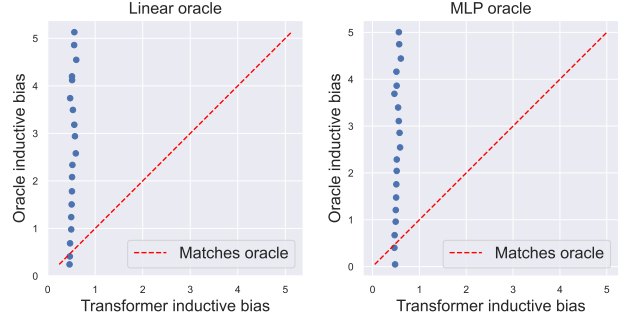 Linear oracle
Oracle inductive bias
5
4
3
2
1
0
Matches oracle
0 1 2 3 4 5
Transformer inductive bias
MLP oracle
Oracle inductive bias
5
4
3
2
1
0
Matches oracle
0 1 2 3 4 5
Transformer inductive bias